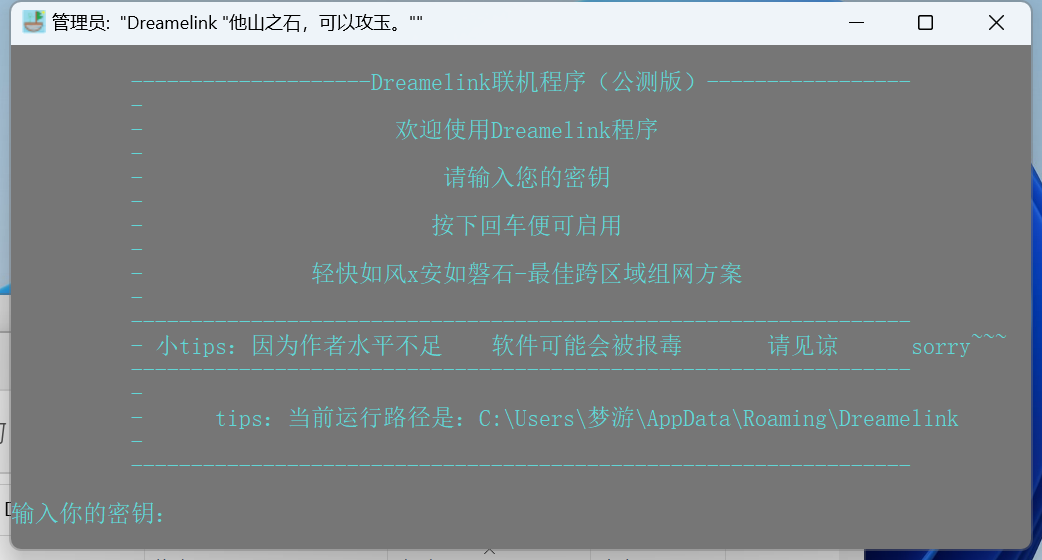 管理员: "Dreamelink "他山之石，可以攻玉。""
--------------------Dreamelink联机程序（公测版）-----------------
-
- 欢迎使用Dreamelink程序
-
- 请输入您的密钥
-
- 按下回车便可启用
-
- 轻快如风x安如磐石-最佳跨区域组网方案
-
-----------------------------------------------------------------
- 小tips：因为作者水平不足 软件可能会被报毒 请见谅 sorry~~~
-----------------------------------------------------------------
-
- tips：当前运行路径是：C:\Users\梦游\AppData\Roaming\Dreamelink
-
-----------------------------------------------------------------
输入你的密钥：